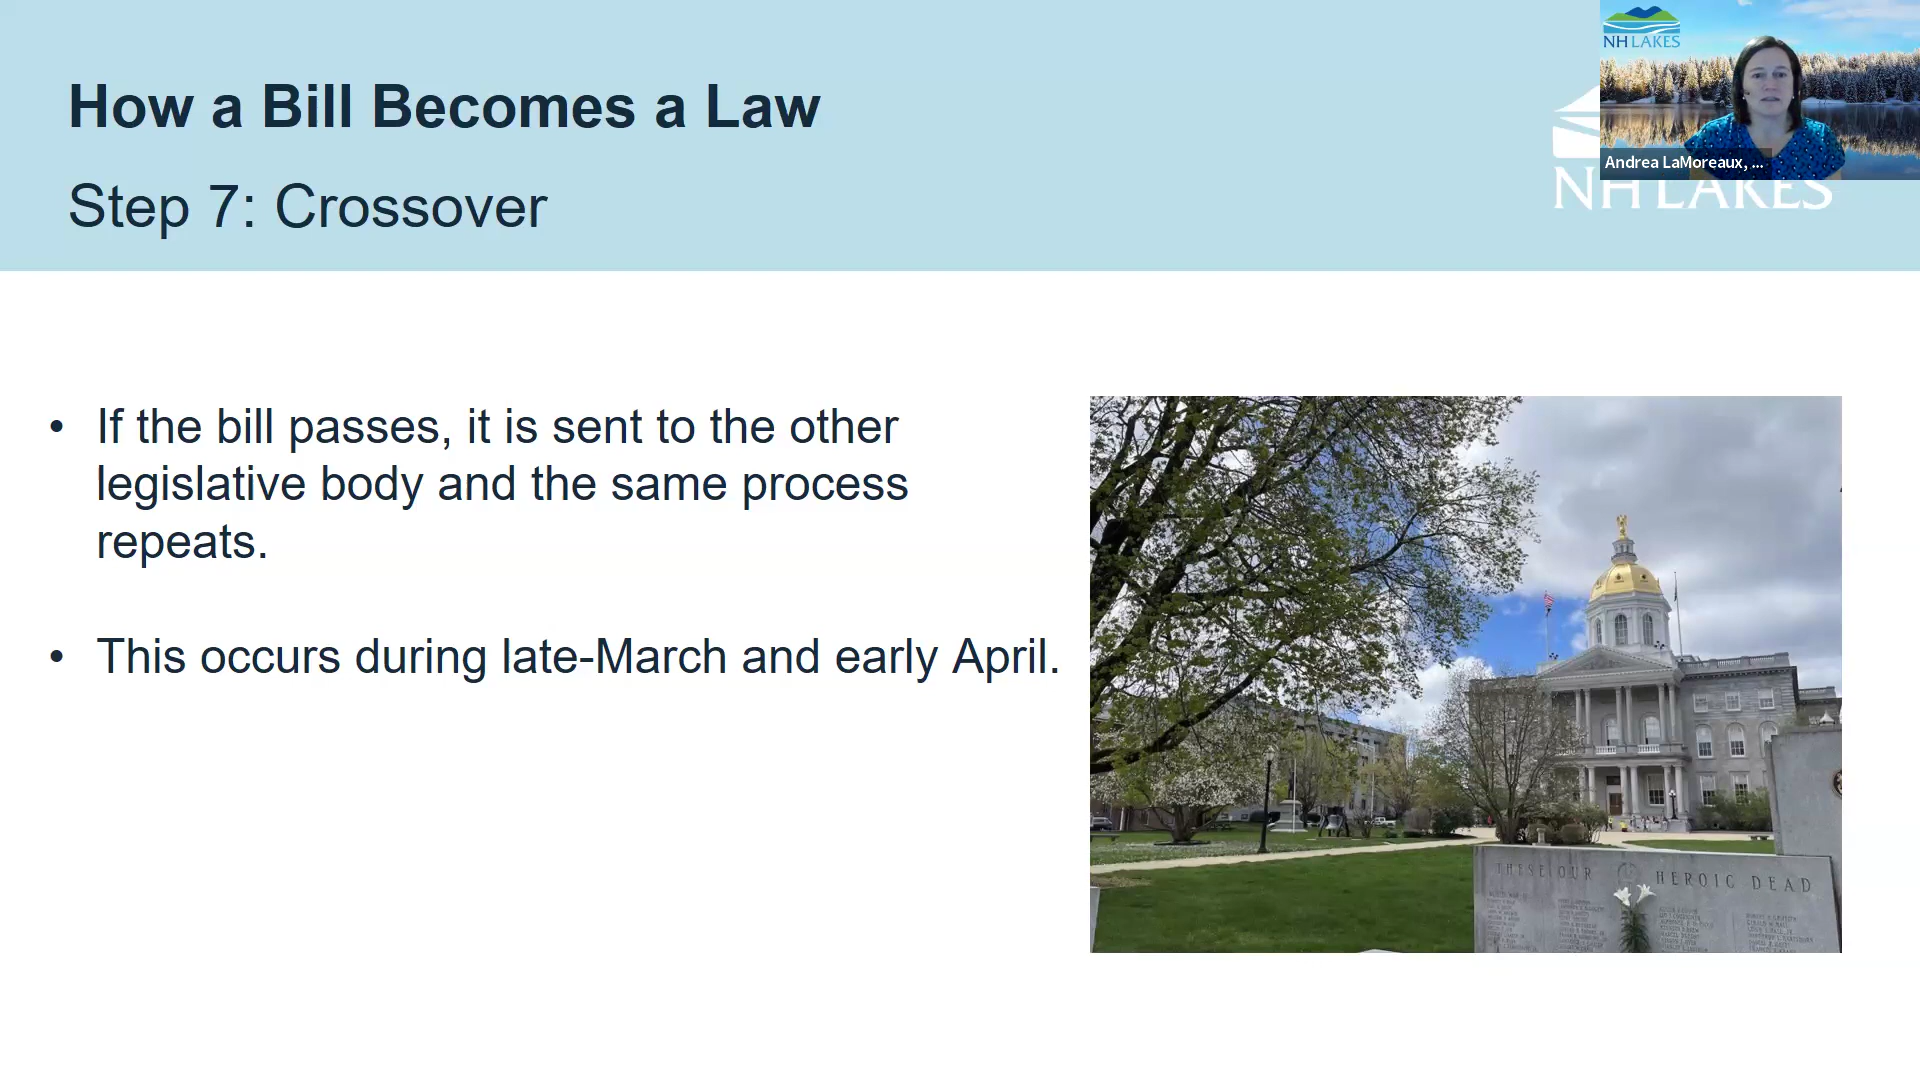 How a Bill Becomes a Law
Step 7: Crossover
NH LAKES
Andrea LaMoreaux, ...
NH LAKES
• If the bill passes, it is sent to the other
legislative body and the same process
repeats.
• This occurs during late-March and early April.
THESE OUR HEROIC DEAD